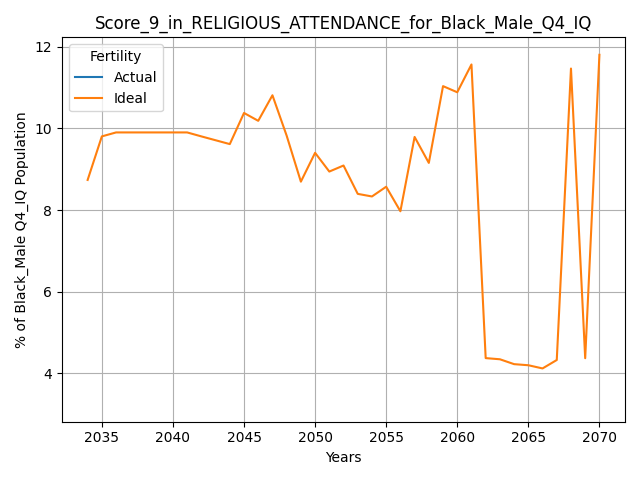 Score_9_in_RELIGIOUS_ATTENDANCE_for_Black_Male_Q4_IQ
Fertility
Actual
Ideal
% of Black_Male Q4_IQ Population
12
10
8
6
4
2035 2040 2045 2050 2055 2060 2065 2070
Years